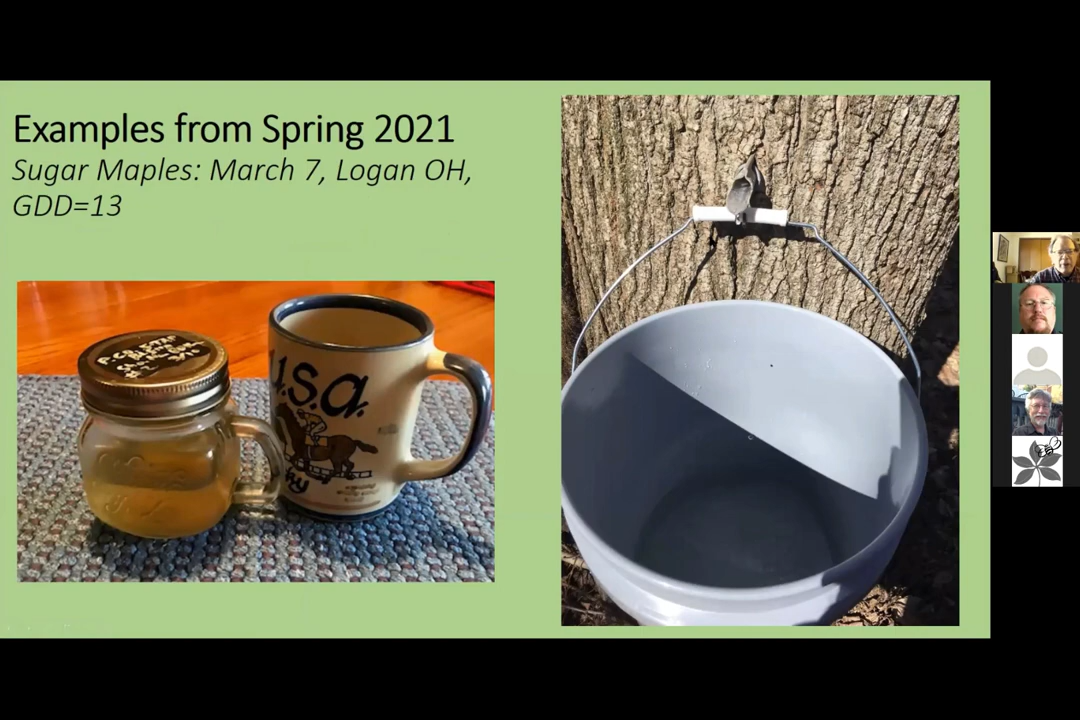 Examples from Spring 2021
Sugar Maples: March 7, Logan OH,
GDD=13
U.S.A.